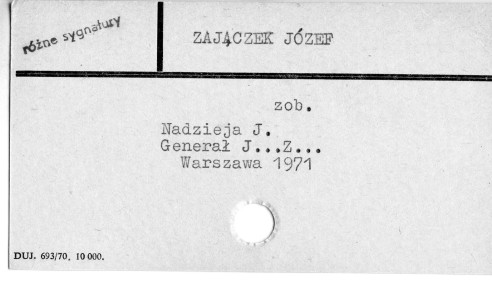 różne sygnatury
ZAJĄCZEK JÓZEF
zob.
Nadzieja J.
Generał J...Z...
Warszawa 1971
DUJ. 693/70, 10 000.